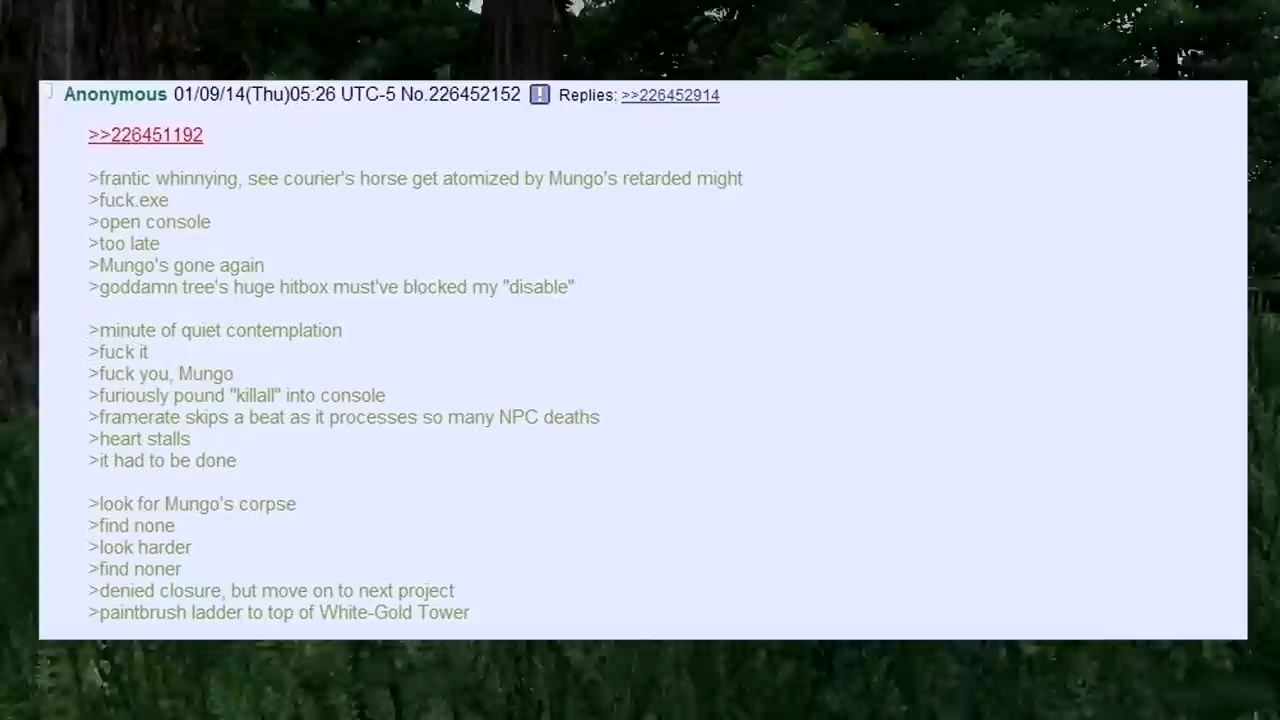 Anonymous 01/09/14(Thu)05:26 UTC-5 No.226452152 ! Replies: >>226452914
>>226451192
>frantic whinnying, see courier's horse get atomized by Mungo's retarded might
>fuck.exe
>open console
>too late
>Mungo's gone again
>goddamn tree's huge hitbox must've blocked my "disable"
>minute of quiet contemplation
>fuck it
>fuck you, Mungo
>furiously pound "killall" into console
>framerate skips a beat as it processes so many NPC deaths
>heart stalls
>it had to be done
>look for Mungo's corpse
>find none
>look harder
>find noner
>denied closure, but move on to next project
>paintbrush ladder to top of White-Gold Tower